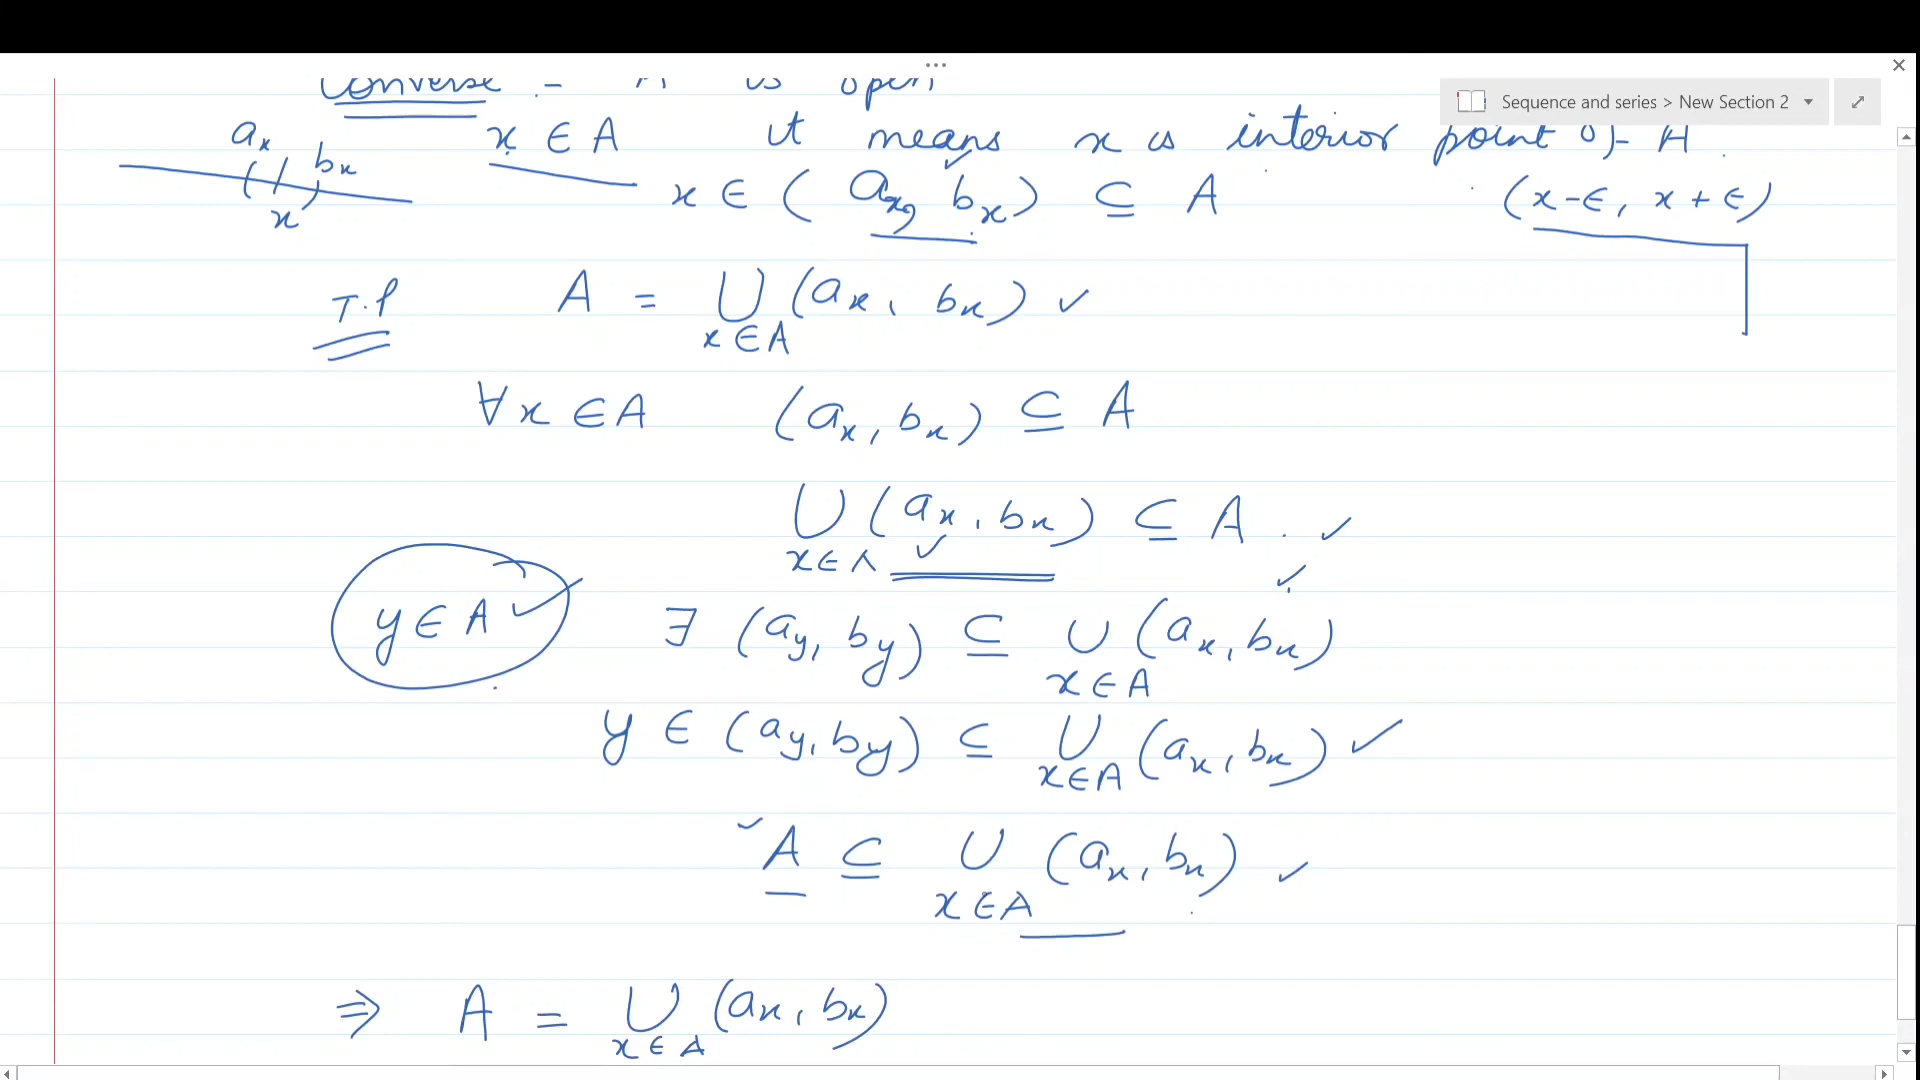 Converse :- A is open
Sequence and series > New Section 2
x ∈ A it means x is interior point of A .
aₓ bₓ
x
x ∈ ( aₓ, bₓ ) ⊆ A (x-ϵ, x+ϵ)
T.P A = ∪ (aₓ, bₓ) ✓
x ∈ A
∀ x ∈ A (aₓ, bₓ) ⊆ A
∪ (aₓ, bₓ) ⊆ A . ✓
x ∈ A ✓
y ∈ A ✓ ∃ (a_y, b_y) ⊆ ∪ (aₓ, bₓ) ✓
x ∈ A
y ∈ (a_y, b_y) ⊆ ∪ (aₓ, bₓ) ✓
x ∈ A
✓ A ⊆ ∪ (aₓ, bₓ) ✓
x ∈ A
⇒ A = ∪ (aₓ, bₓ)
x ∈ A